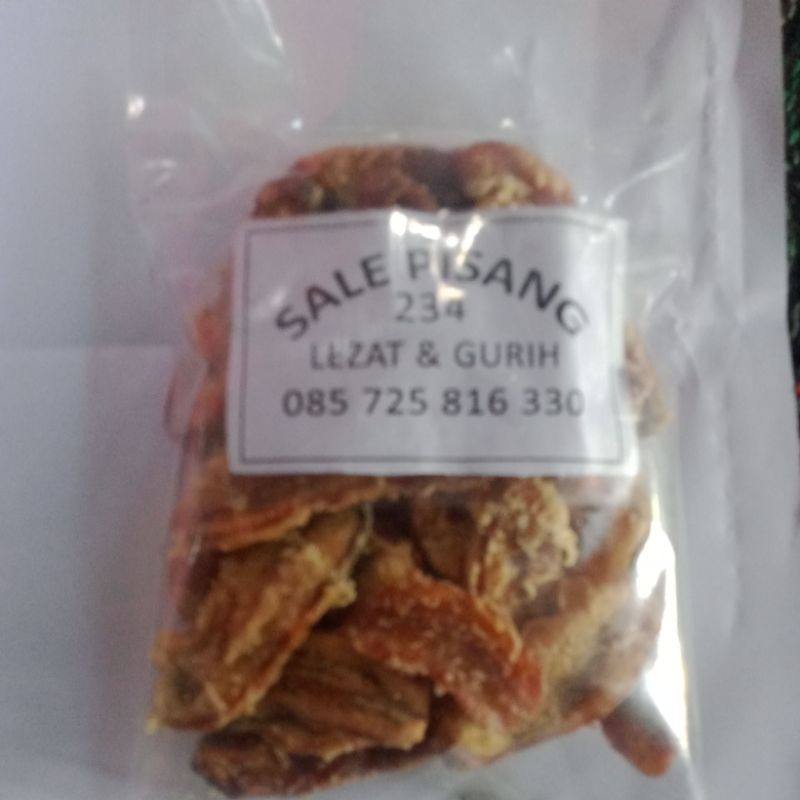 SALE PISANG
234
LEZAT & GURIH
085 725 816 330